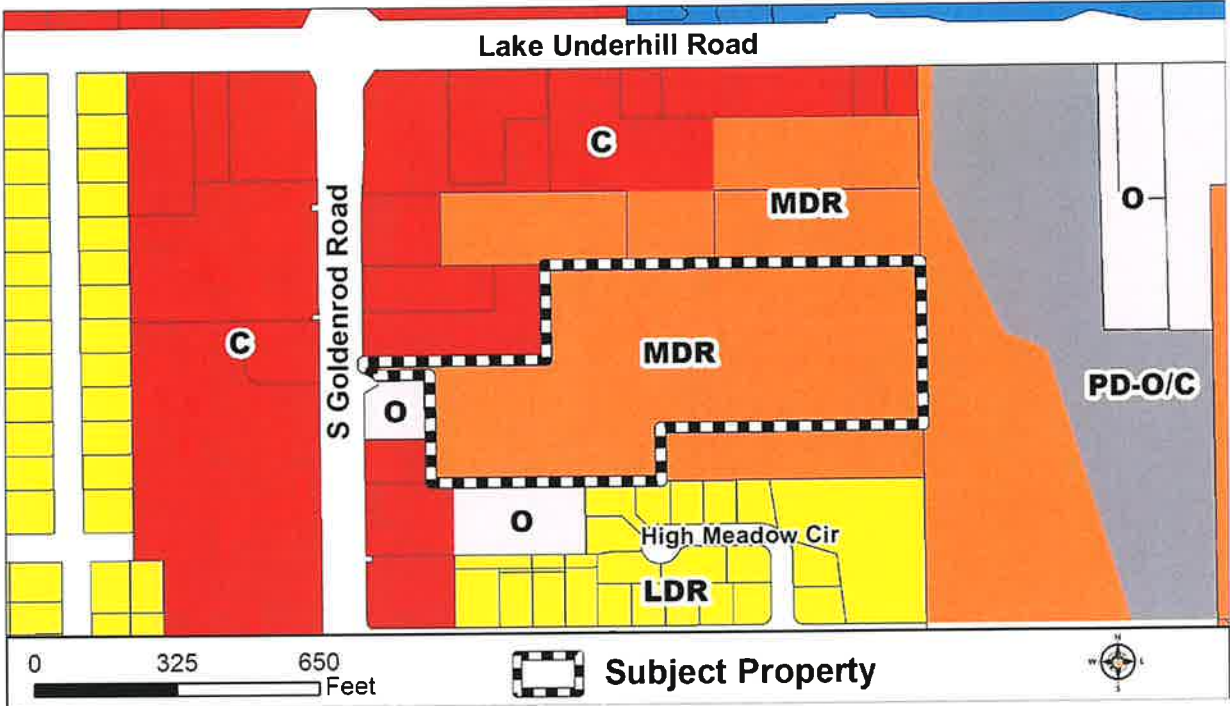 Lake Underhill Road
C
MDR
O
S Goldenrod Road
C
MDR
PD-O/C
O
O
High Meadow Cir
LDR
0 325 650
Feet
Subject Property
N
W
S